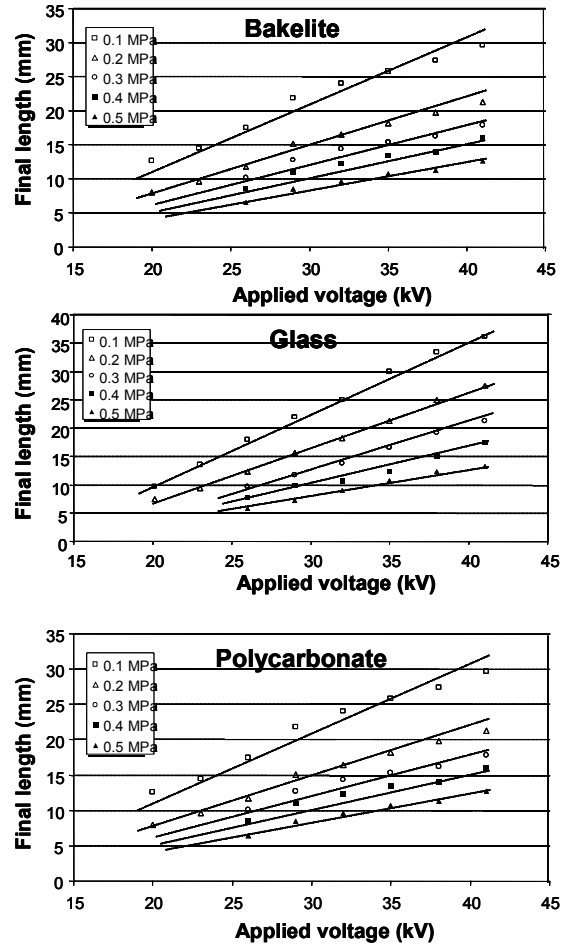 Bakelite
Final length (mm)
35
30
25
20
15
10
5
0
0.1 MPa
0.2 MPa
0.3 MPa
0.4 MPa
0.5 MPa
15 20 25 30 35 40 45
Applied voltage (kV)
Glass
Final length (mm)
40
35
30
25
20
15
10
5
0
0.1 MPa
0.2 MPa
0.3 MPa
0.4 MPa
0.5 MPa
15 20 25 30 35 40 45
Applied voltage (kV)
Polycarbonate
Final length (mm)
35
30
25
20
15
10
5
0
0.1 MPa
0.2 MPa
0.3 MPa
0.4 MPa
0.5 MPa
15 20 25 30 35 40 45
Applied voltage (kV)